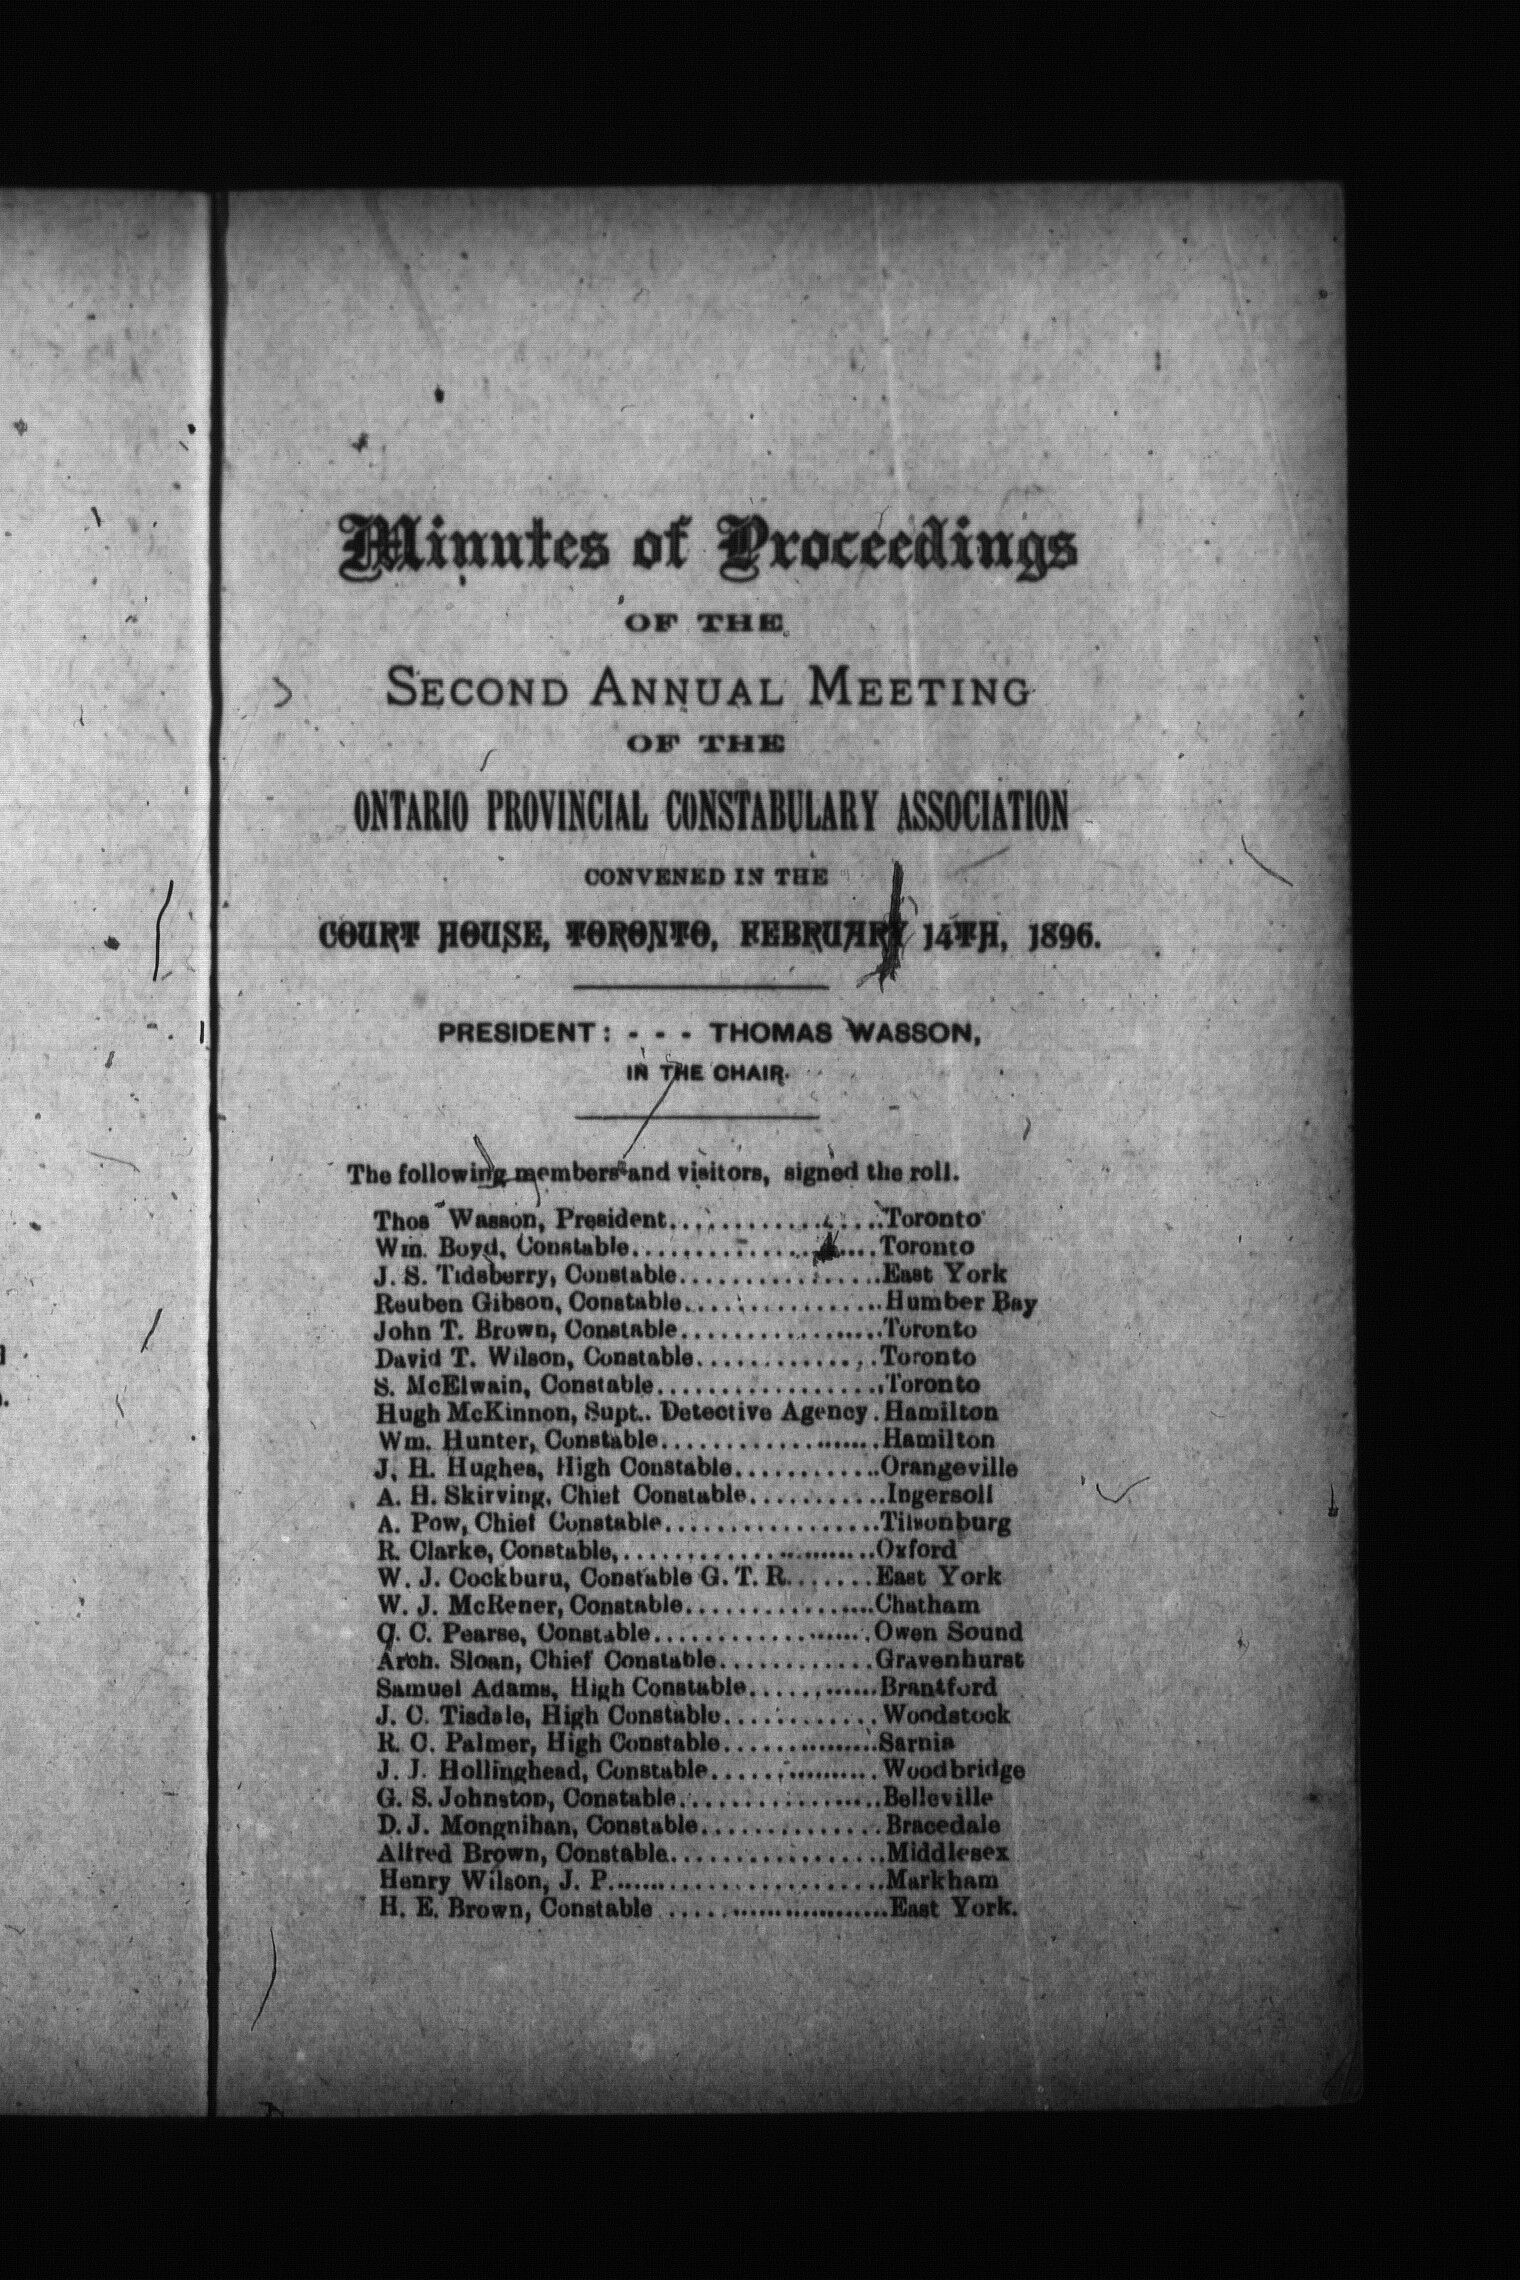 Minutes of Proceedings
OF THE
SECOND ANNUAL MEETING
OF THE
ONTARIO PROVINCIAL CONSTABULARY ASSOCIATION
CONVENED IN THE
COURT HOUSE, TORONTO, FEBRUARY 14TH, 1896.
PRESIDENT: - - - THOMAS WASSON,
IN THE CHAIR.
The following members and visitors, signed the roll.
Thos Wasson, President.................Toronto
Wm. Boyd, Constable...................Toronto
J. S. Tidsberry, Constable................East York
Reuben Gibson, Constable................Humber Bay
John T. Brown, Constable................Toronto
David T. Wilson, Constable..............Toronto
S. McElwain, Constable..................Toronto
Hugh McKinnon, Supt.. Detective Agency.Hamilton
Wm. Hunter, Constable..................Hamilton
J. H. Hughes, High Constable...........Orangeville
A. H. Skirving, Chief Constable...........Ingersoll
A. Pow, Chief Constable.................Tilsonburg
R. Clarke, Constable,.....................Oxford
W. J. Cockburu, Constable G. T. R.......East York
W. J. McRener, Constable...............Chatham
C. C. Pearse, Constable..................Owen Sound
Arch. Sloan, Chief Constable............Gravenhurst
Samuel Adams, High Constable...........Brantford
J. C. Tisdale, High Constable............Woodstock
R. C. Palmer, High Constable.............Sarnia
J. J. Hollinghead, Constable..............Woodbridge
G. S. Johnston, Constable................Belleville
D. J. Mongnihan, Constable..............Bracedale
Alfred Brown, Constable.................Middlesex
Henry Wilson, J. P......................Markham
H. E. Brown, Constable ...................East York.